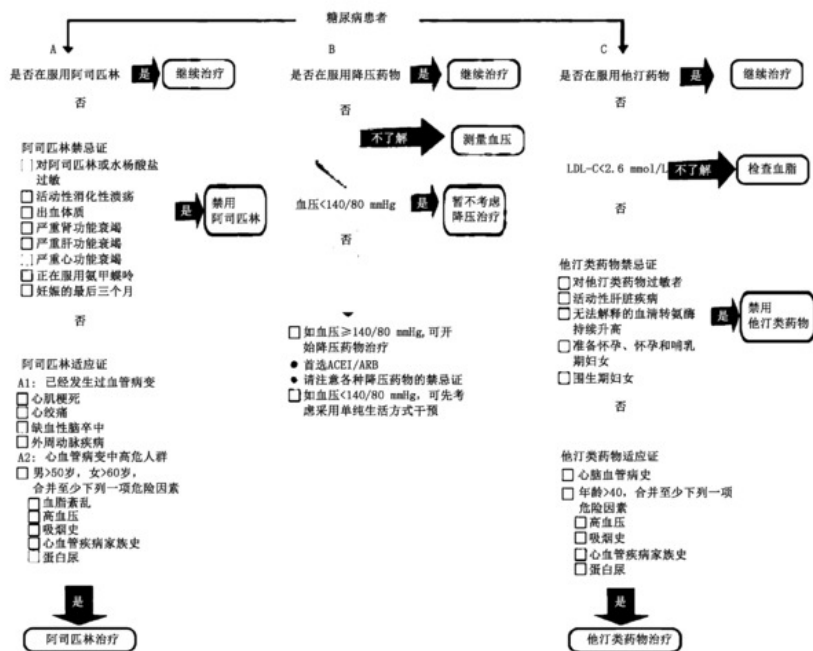 糖尿病患者
A
是否在服用阿司匹林
是
继续治疗
否
阿司匹林禁忌证
对阿司匹林或水杨酸盐
过敏
活动性消化性溃疡
出血体质
严重肾功能衰竭
严重肝功能衰竭
严重心功能衰竭
正在服用氨甲蝶呤
妊娠的最后三个月
是
禁用
阿司匹林
否
阿司匹林适应证
A1: 已经发生过血管病变
心肌梗死
心绞痛
缺血性脑卒中
外周动脉疾病
A2: 心血管病变中高危人群
男>50岁, 女>60岁,
合并至少下列一项危险因素
血脂紊乱
高血压
吸烟史
心血管疾病家族史
蛋白尿
是
阿司匹林治疗
B
是否在服用降压药物
是
继续治疗
否
不了解
测量血压
血压<140/80 mmHg
是
暂不考虑
降压治疗
否
如血压≥140/80 mmHg,可开
始降压药物治疗
● 首选ACEI/ARB
● 请注意各种降压药物的禁忌证
如血压<140/80 mmHg, 可先考
虑采用单纯生活方式干预
C
是否在服用他汀药物
是
继续治疗
否
LDL-C<2.6 mmol/L
不了解
检查血脂
否
他汀类药物禁忌证
对他汀类药物过敏者
活动性肝脏疾病
无法解释的血清转氨酶
持续升高
准备怀孕、怀孕和哺乳
期妇女
围生期妇女
是
禁用
他汀类药物
否
他汀类药物适应证
心脑血管病史
年龄>40, 合并至少下列一项
危险因素
高血压
吸烟史
心血管疾病家族史
蛋白尿
是
他汀类药物治疗